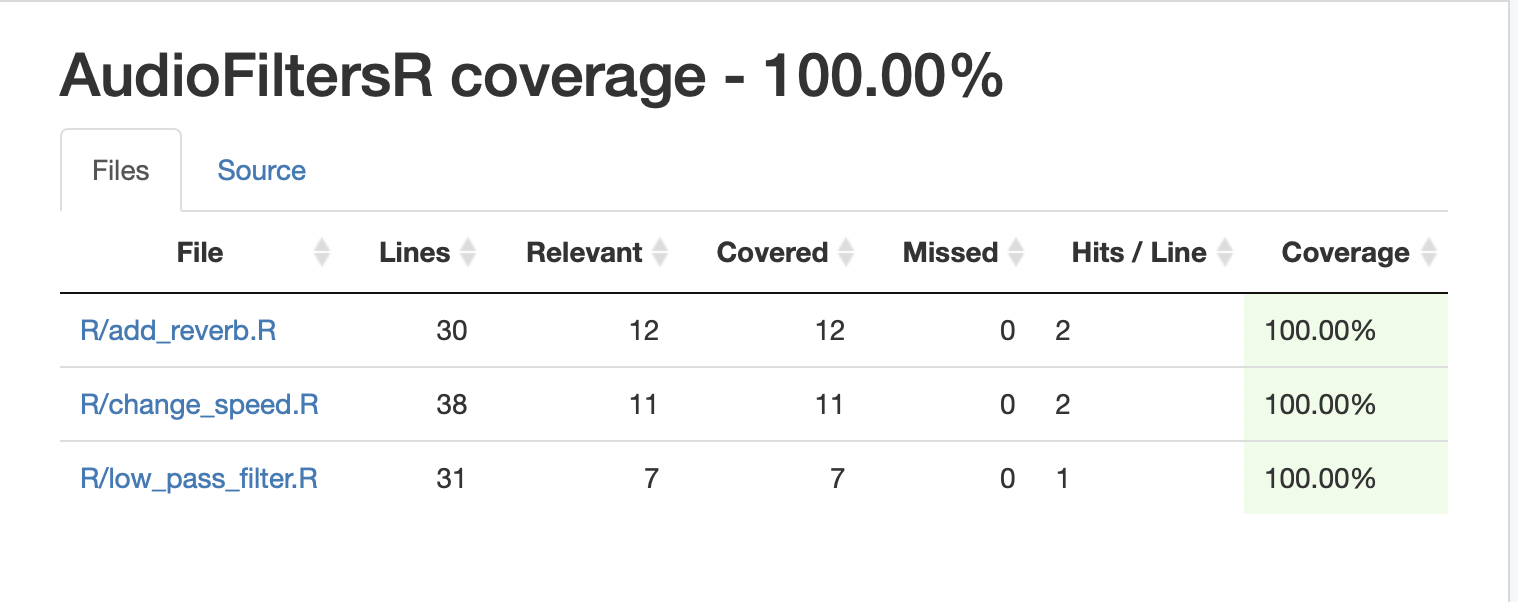 AudioFiltersR coverage - 100.00%
Files Source
File Lines Relevant Covered Missed Hits / Line Coverage
R/add_reverb.R 30 12 12 0 2 100.00%
R/change_speed.R 38 11 11 0 2 100.00%
R/low_pass_filter.R 31 7 7 0 1 100.00%